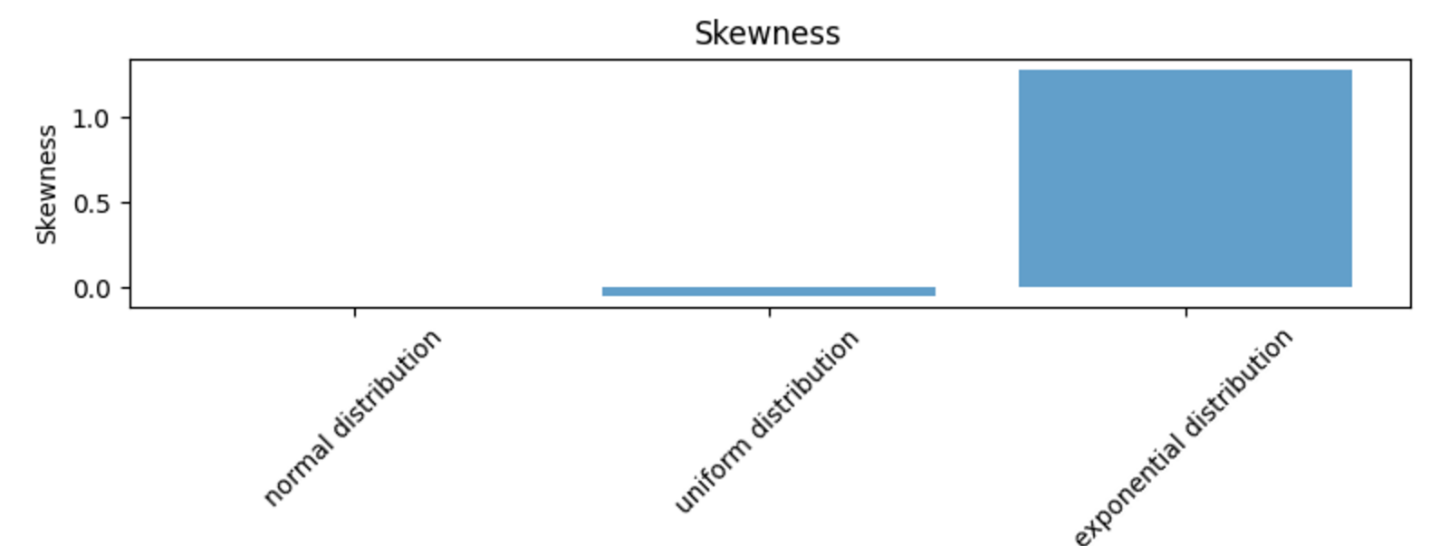 Skewness
Skewness
1.0
0.5
0.0
normal distribution
uniform distribution
exponential distribution